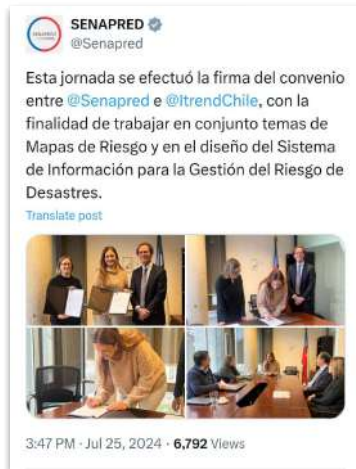 SENAPRED
@Senapred
Esta jornada se efectuó la firma del convenio
entre @Senapred e @ItrendChile, con la
finalidad de trabajar en conjunto temas de
Mapas de Riesgo y en el diseño del Sistema
de Información para la Gestión del Riesgo de
Desastres.
Translate post
3:47 PM · Jul 25, 2024 · 6,792 Views